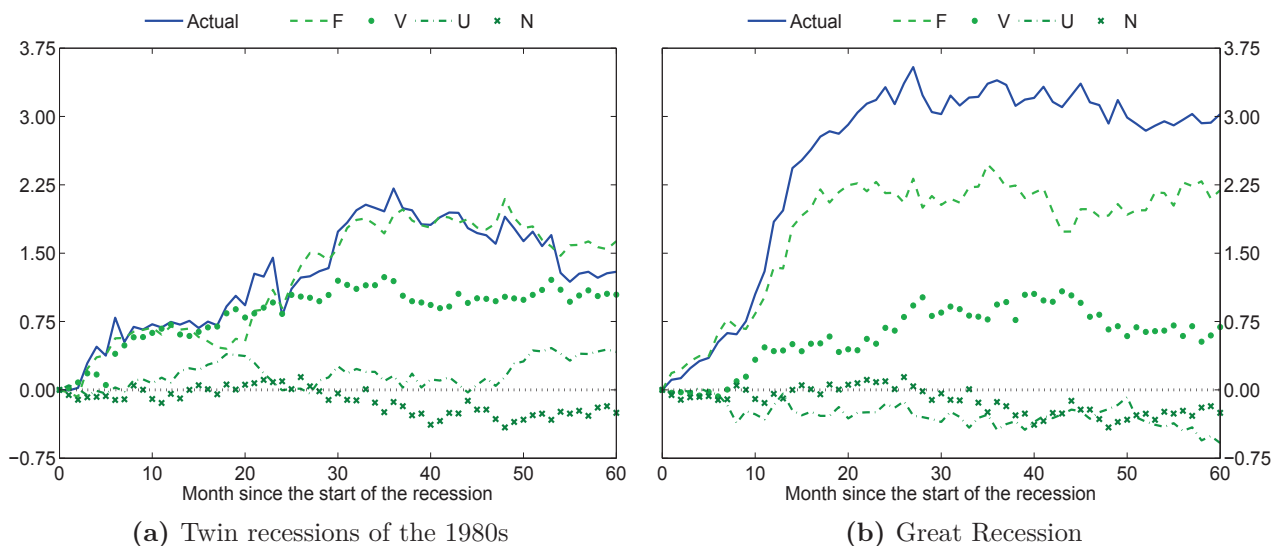 Actual F V U N
Actual F V U N
3.75
3.00
2.25
1.50
0.75
0.00
−0.75
0 10 20 30 40 50 60
Month since the start of the recession
(a) Twin recessions of the 1980s
3.75
3.00
2.25
1.50
0.75
0.00
−0.75
0 10 20 30 40 50 60
Month since the start of the recession
(b) Great Recession